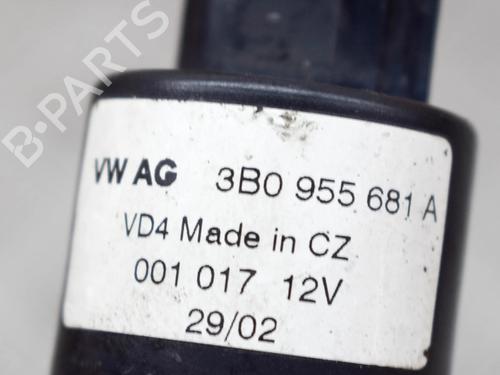 B-PARTS
VW AG 3B0 955 681 A
VD4 Made in CZ
001 017 12V
29/02